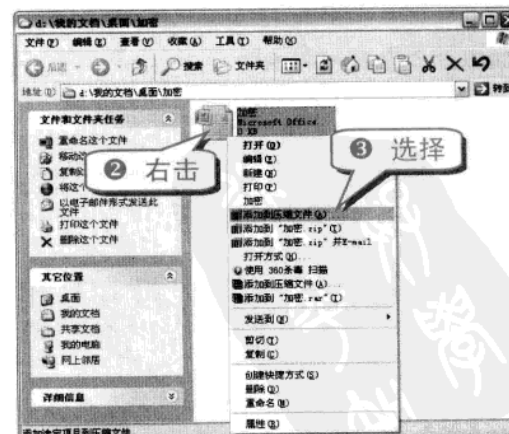 d:\我的文档\桌面\加密
文件(F) 编辑(E) 查看(V) 收藏(A) 工具(T) 帮助(H)
后退 搜索 文件夹
地址(D) d:\我的文档\桌面\加密 转到
文件和文件夹任务
重命名这个文件
移动这
复制这
将这个
以电子邮件形式发送此
文件
打印这个文件
删除这个文件
其它位置
桌面
我的文档
共享文档
我的电脑
网上邻居
详细信息
加密
Microsoft Office
0 KB
❷ 右击
❸ 选择
打开(O)
编辑(E)
新建(N)
打印(P)
加密
添加到压缩文件(A)...
添加到 "加密.zip"(T)
添加到 "加密.zip" 并E-mail
打开方式(H)...
使用 360杀毒 扫描
添加到压缩文件(A)...
添加到 "加密.rar"(T)
发送到(N)
剪切(T)
复制(C)
创建快捷方式(S)
删除(D)
重命名(M)
属性(R)
添加选定项目到压缩文件